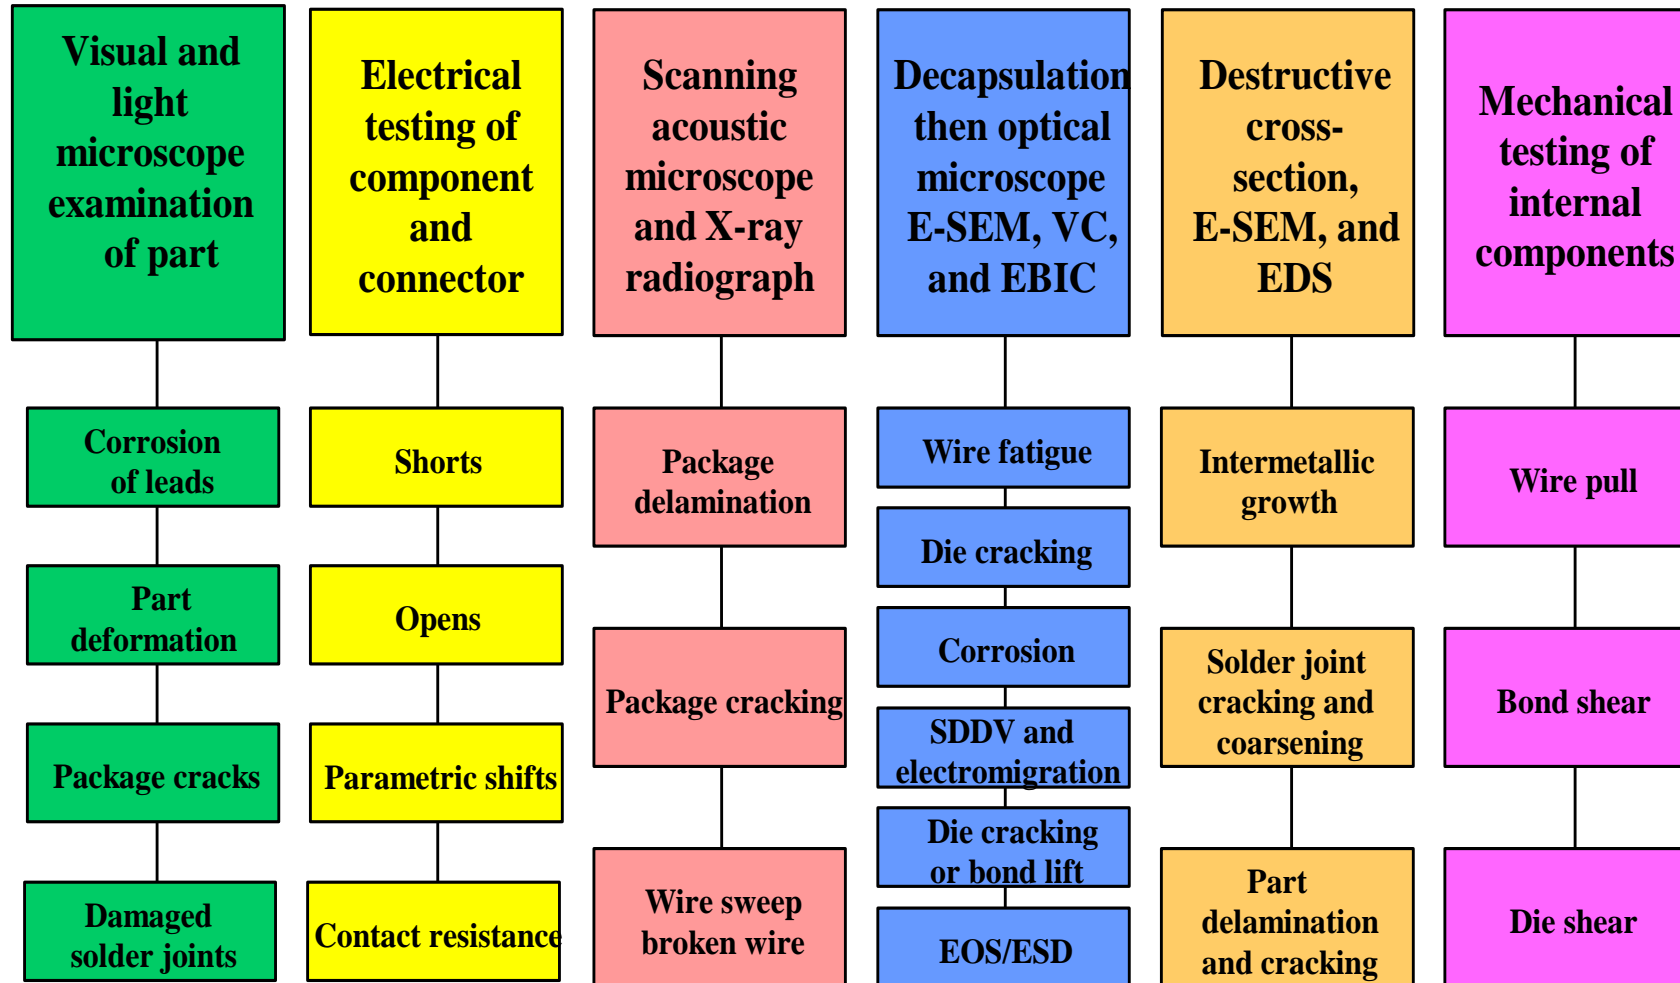 Visual and
light
microscope
examination
of part
Corrosion
of leads
Part
deformation
Package cracks
Damaged
solder joints
Electrical
testing of
component
and
connector
Shorts
Opens
Parametric shifts
Contact resistance
Scanning
acoustic
microscope
and X-ray
radiograph
Package
delamination
Package cracking
Wire sweep
broken wire
Decapsulation
then optical
microscope
E-SEM, VC,
and EBIC
Wire fatigue
Die cracking
Corrosion
SDDV and
electromigration
Die cracking
or bond lift
EOS/ESD
Destructive
cross-
section,
E-SEM, and
EDS
Intermetallic
growth
Solder joint
cracking and
coarsening
Part
delamination
and cracking
Mechanical
testing of
internal
components
Wire pull
Bond shear
Die shear